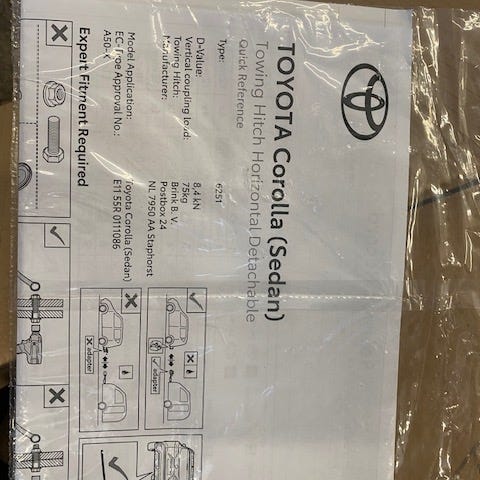 TOYOTA Corolla (Sedan)
Towing Hitch Horizontal Detachable
Quick Reference
Type: 6251
D-Value: 8,4 kN
Vertical coupling load: 75kg
Towing Hitch: Brink B. V.
Manufacturer: Postbox 24
NL 7950 AA Staphorst
Model Application: Toyota Corolla (Sedan)
EC-Type Approval No.: E11 55R 0111086
A50-X
Expert Fitment Required
adapter
adapter